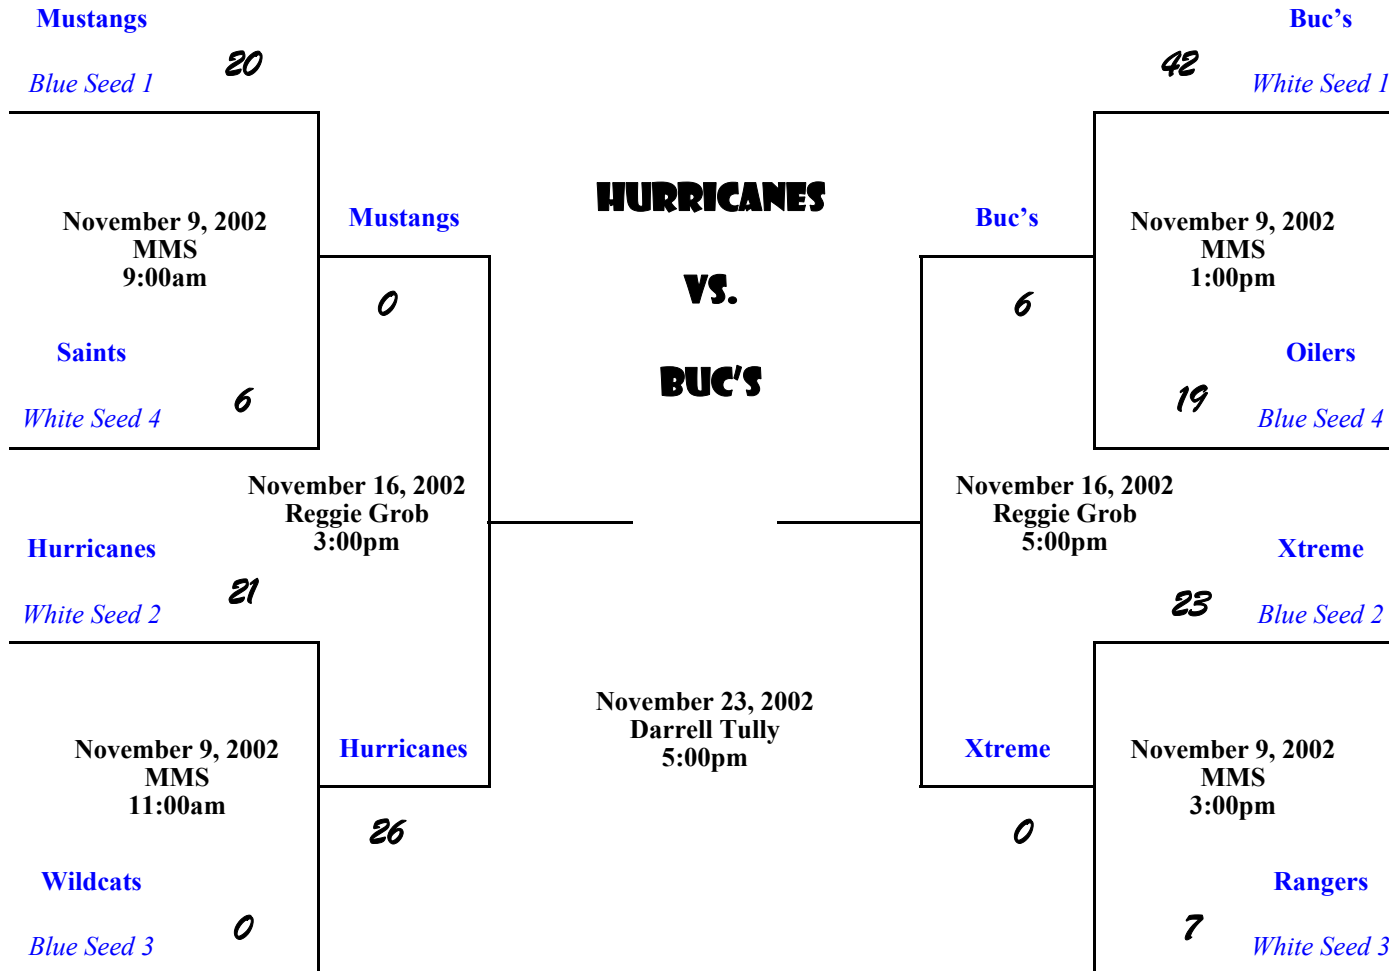 Mustangs
20
Blue Seed 1
November 9, 2002
MMS
9:00am
Saints
6
White Seed 4
Mustangs
0
November 16, 2002
Reggie Grob
3:00pm
Hurricanes
21
White Seed 2
November 9, 2002
MMS
11:00am
Hurricanes
26
Wildcats
0
Blue Seed 3
HURRICANES
VS.
BUC'S
November 23, 2002
Darrell Tully
5:00pm
Buc’s
42
White Seed 1
Buc’s
6
November 9, 2002
MMS
1:00pm
Oilers
19
Blue Seed 4
November 16, 2002
Reggie Grob
5:00pm
Xtreme
23
Blue Seed 2
Xtreme
0
November 9, 2002
MMS
3:00pm
Rangers
7
White Seed 3